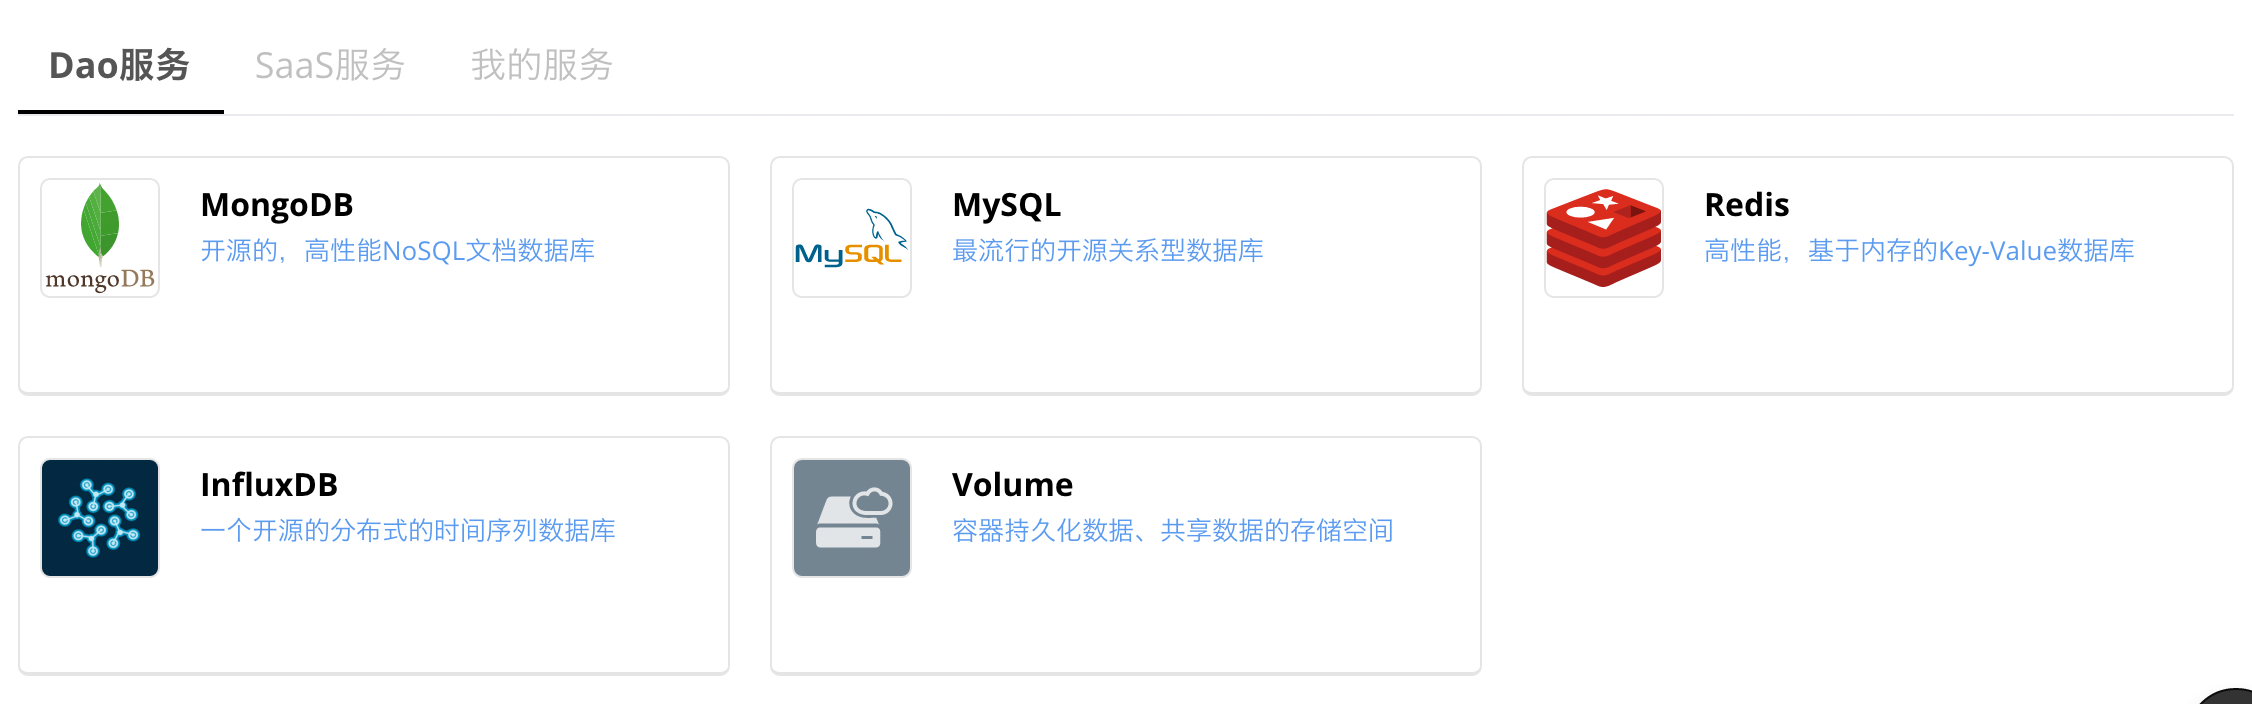 Dao服务 SaaS服务 我的服务
mongoDB
MongoDB
开源的，高性能NoSQL文档数据库
MySQL
MySQL
最流行的开源关系型数据库
Redis
高性能，基于内存的Key-Value数据库
InfluxDB
一个开源的分布式的时间序列数据库
Volume
容器持久化数据、共享数据的存储空间